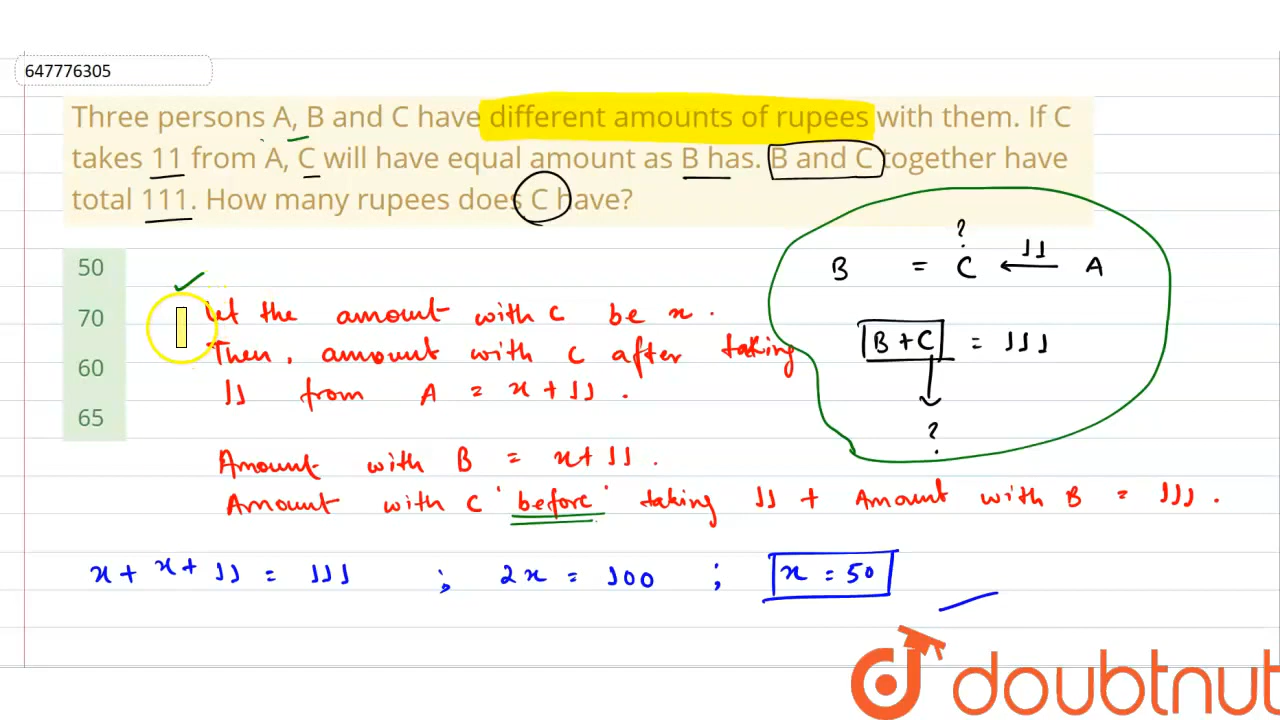 647776305
Three persons A, B and C have different amounts of rupees with them. If C
takes 11 from A, C will have equal amount as B has. B and C together have
total 111. How many rupees does C have?
50
70
60
65
Let the amount with C be x.
Then, amount with C after taking
11 from A = x + 11.
Amount with B = x + 11.
Amount with C 'before' taking 11 + Amount with B = 111.
x + x + 11 = 111 ; 2x = 100 ; x = 50
?
B = C ← 11 A
B + C = 111
?
doubtnut